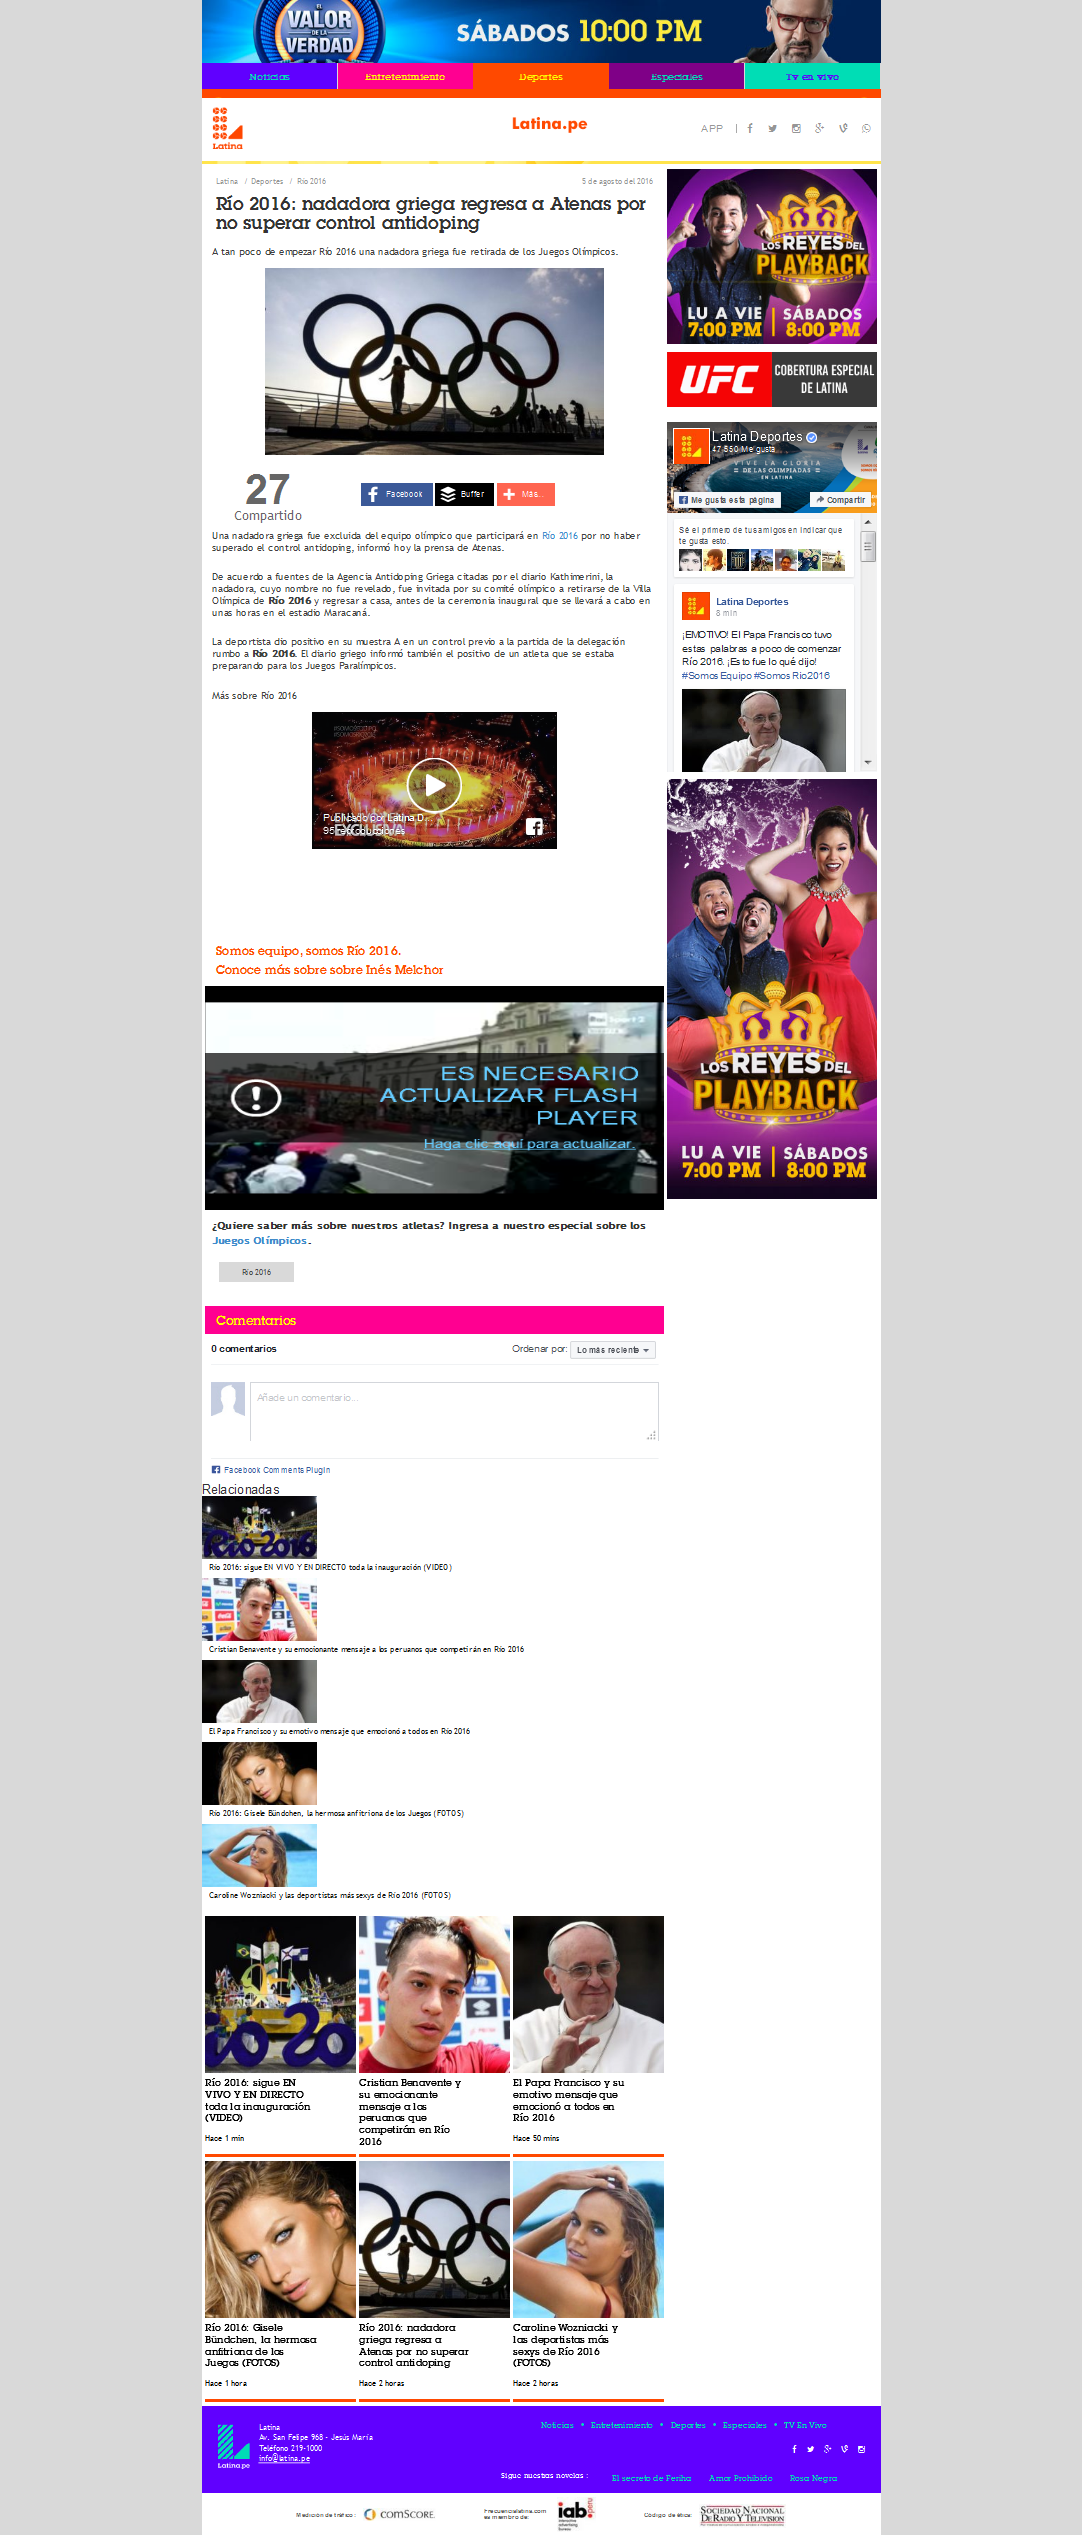 EL VALOR DE LA VERDAD
SÁBADOS 10:00 PM
Noticias
Entretenimiento
Deportes
Especiales
Tv en vivo
Latina
Latina.pe
APP |
Latina / Deportes / Río 2016
5 de agosto del 2016
Río 2016: nadadora griega regresa a Atenas por
no superar control antidoping
A tan poco de empezar Río 2016 una nadadora griega fue retirada de los Juegos Olímpicos.
27
Compartido
Facebook
Buffer
Más...
Una nadadora griega fue excluida del equipo olímpico que participará en Río 2016 por no haber
superado el control antidoping, informó hoy la prensa de Atenas.
De acuerdo a fuentes de la Agencia Antidoping Griega citadas por el diario Kathimerini, la
nadadora, cuyo nombre no fue revelado, fue invitada por su comité olímpico a retirarse de la Villa
Olímpica de Río 2016 y regresar a casa, antes de la ceremonia inaugural que se llevará a cabo en
unas horas en el estadio Maracaná.
La deportista dio positivo en su muestra A en un control previo a la partida de la delegación
rumbo a Río 2016. El diario griego informó también el positivo de un atleta que se estaba
preparando para los Juegos Paralímpicos.
Más sobre Río 2016
Publicado por Latina D...
EXCLUSIVA
Somos equipo, somos Río 2016.
Conoce más sobre sobre Inés Melchor
ES NECESARIO
ACTUALIZAR FLASH
PLAYER
Haga clic aquí para actualizar.
¿Quiere saber más sobre nuestros atletas? Ingresa a nuestro especial sobre los
Juegos Olímpicos.
Río 2016
Comentarios
0 comentarios
Ordenar por: Lo más reciente
Añade un comentario...
Facebook Comments Plugin
Relacionadas
Río 2016: sigue EN VIVO Y EN DIRECTO toda la inauguración (VIDEO)
Cristian Benavente y su emocionante mensaje a los peruanos que competirán en Río 2016
El Papa Francisco y su emotivo mensaje que emocionó a todos en Río 2016
Río 2016: Gisele Bündchen, la hermosa anfitriona de los Juegos (FOTOS)
Caroline Wozniacki y las deportistas más sexys de Río 2016 (FOTOS)
Río 2016: sigue EN
VIVO Y EN DIRECTO
toda la inauguración
(VIDEO)
Hace 1 min
Cristian Benavente y
su emocionante
mensaje a los
peruanos que
competirán en Río
2016
El Papa Francisco y su
emotivo mensaje que
emocionó a todos en
Río 2016
Hace 50 mins
Río 2016: Gisele
Bündchen, la hermosa
anfitriona de los
Juegos (FOTOS)
Hace 1 hora
Río 2016: nadadora
griega regresa a
Atenas por no superar
control antidoping
Hace 2 horas
Caroline Wozniacki y
las deportistas más
sexys de Río 2016
(FOTOS)
Hace 2 horas
LOS REYES DEL
PLAYBACK
LU A VIE
7:00 PM
SÁBADOS
8:00 PM
UFC
COBERTURA ESPECIAL
DE LATINA
Latina Deportes
47 550 Me gusta
VIVE LA GLORIA
DE LAS OLIMPIADAS
EN LATINA
Me gusta esta página
Compartir
Sé el primero de tus amigos en indicar que
te gusta esto.
Latina Deportes
8 min
¡EMOTIVO! El Papa Francisco tuvo
estas palabras a poco de comenzar
Río 2016. ¡Esto fue lo qué dijo!
#Somos Equipo #Somos Rio2016
LOS REYES DEL
PLAYBACK
LU A VIE
7:00 PM
SÁBADOS
8:00 PM
Latina.pe
Latina
Av. San Felipe 968 - Jesús María
Teléfono 219-1000
info@latina.pe
Noticias • Entretenimiento • Deportes • Especiales • TV En Vivo
Sigue nuestras novelas :
El secreto de Feriha
Amor Prohibido
Rosa Negra
Medición de tráfico :
comScore
Frecuencialatina.com
es miembro de:
iab.peru
Código de ética:
SOCIEDAD NACIONAL
DE RADIO Y TELEVISIÓN